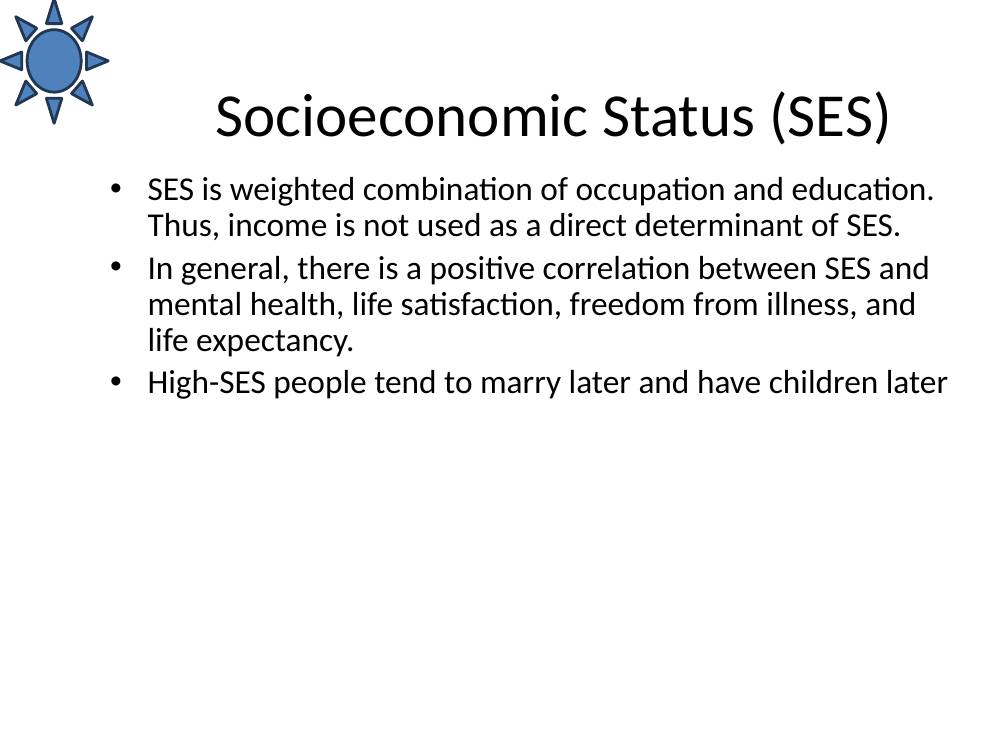 Socioeconomic Status (SES)
• SES is weighted combination of occupation and education.
Thus, income is not used as a direct determinant of SES.
• In general, there is a positive correlation between SES and
mental health, life satisfaction, freedom from illness, and
life expectancy.
• High-SES people tend to marry later and have children later